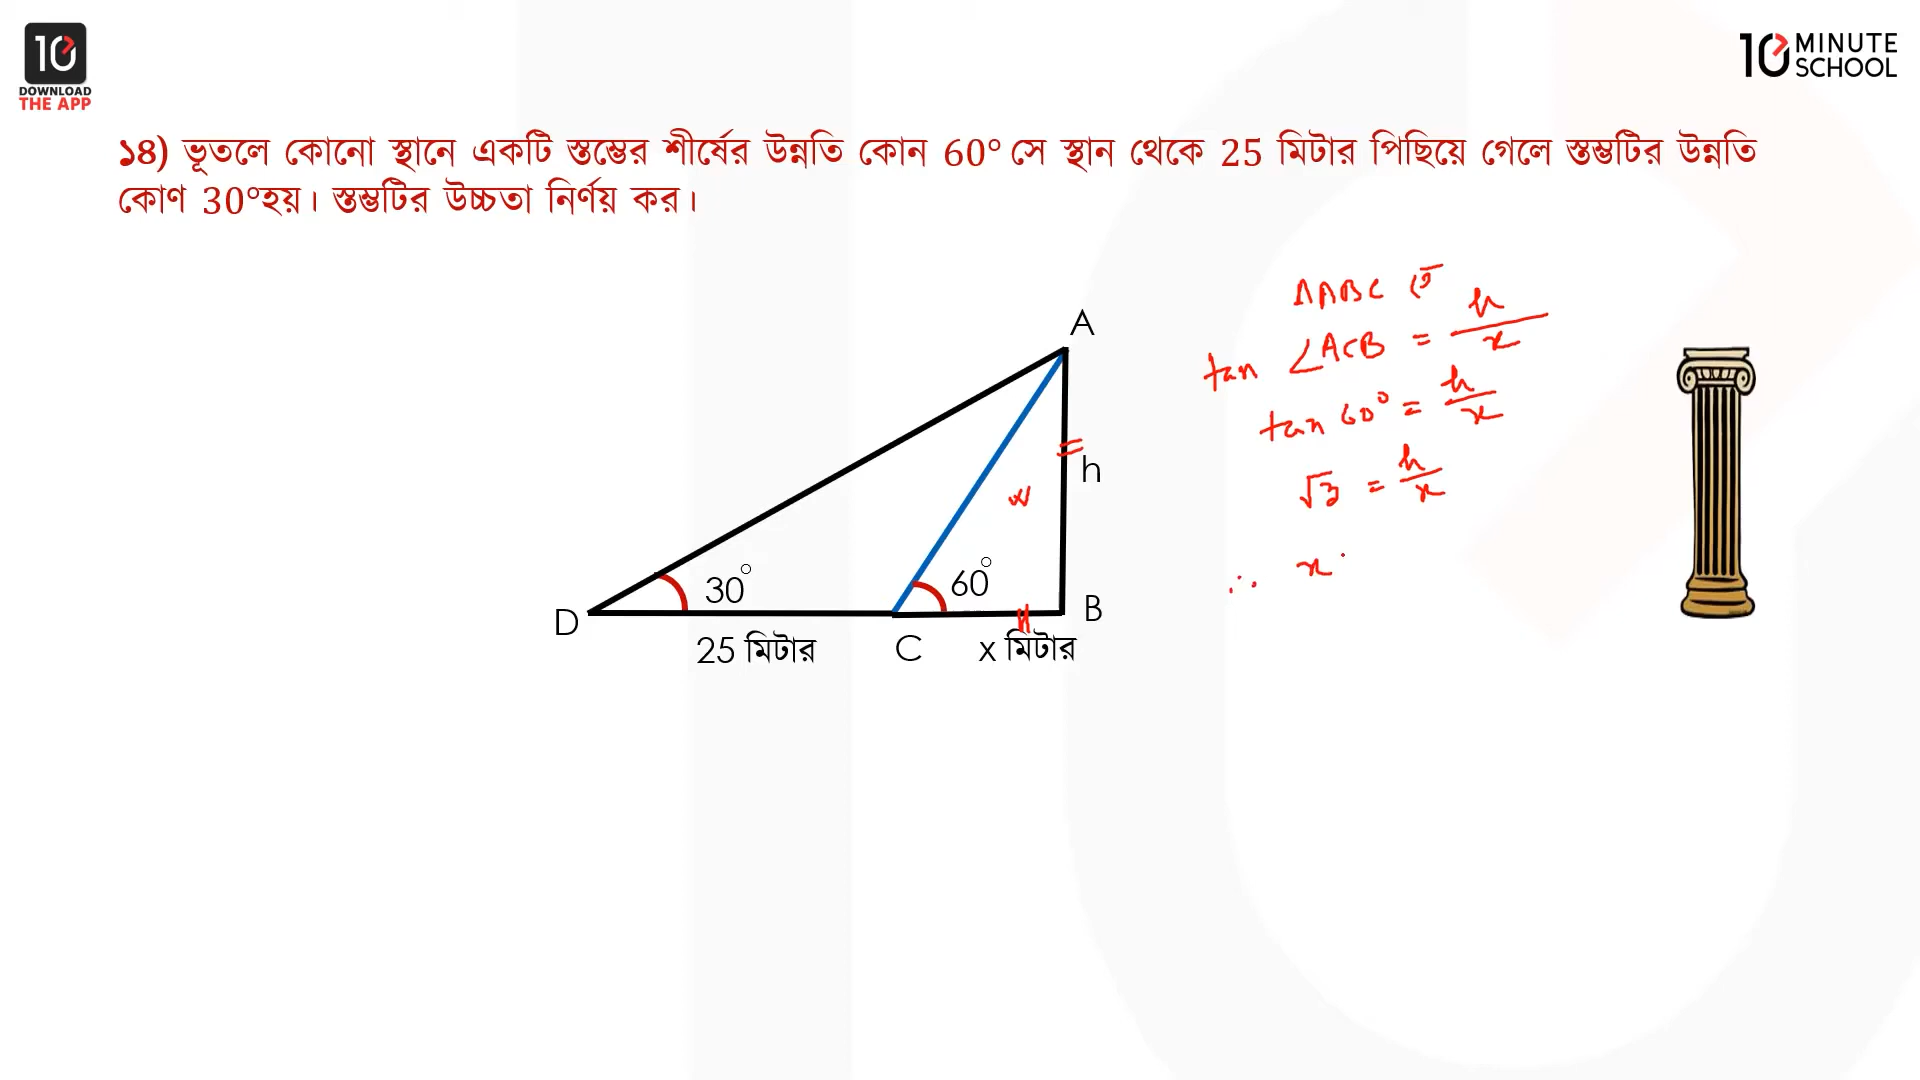 10
DOWNLOAD
THE APP
10 MINUTE
SCHOOL
১৪) ভূতলে কোনো স্থানে একটি স্তম্ভের শীর্ষের উন্নতি কোন 60° সে স্থান থেকে 25 মিটার পিছিয়ে গেলে স্তম্ভটির উন্নতি
কোণ 30°হয়। স্তম্ভটির উচ্চতা নির্ণয় কর।
A
h
30°
60°
D
B
25 মিটার
C
x মিটার
ΔABC তে
tan ∠ACB = h/x
tan 60° = h/x
√3 = h/x
∴ x